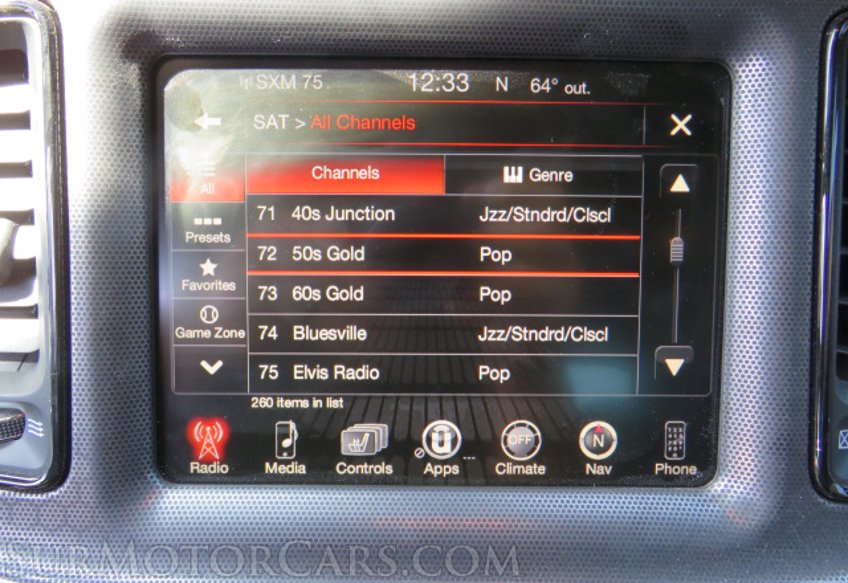 SXM 75 12:33 N 64° out.
SAT > All Channels
All Channels Genre
71 40s Junction Jzz/Stndrd/Clscl
Presets
72 50s Gold Pop
Favorites
73 60s Gold Pop
Game Zone
74 Bluesville Jzz/Stndrd/Clscl
75 Elvis Radio Pop
260 items in list
OFF N
Radio Media Controls Apps ... Climate Nav Phone
SURMOTORCARS.COM